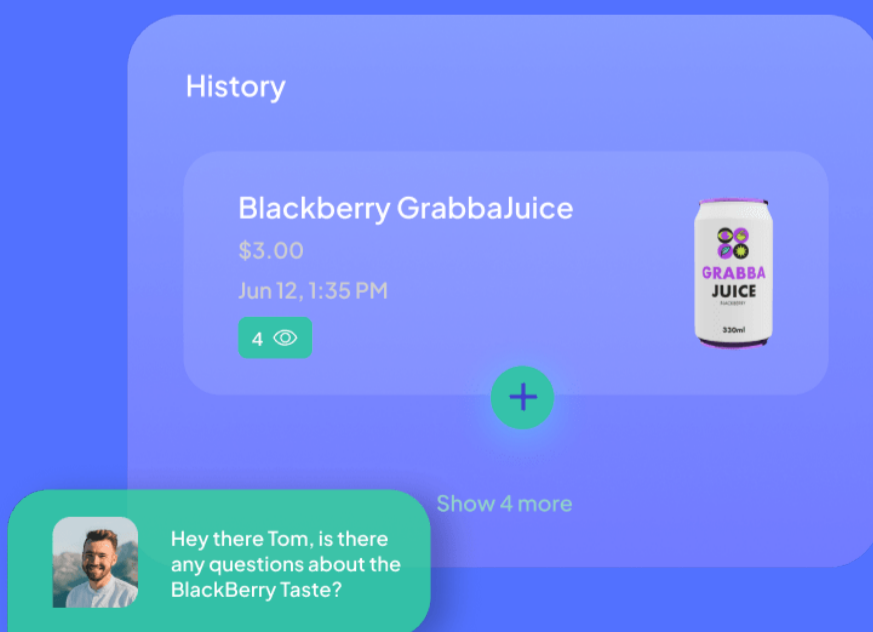 History
Blackberry GrabbaJuice
$3.00
Jun 12, 1:35 PM
4
GRABBA
JUICE
BLACKBERRY
330ml
Show 4 more
Hey there Tom, is there
any questions about the
BlackBerry Taste?